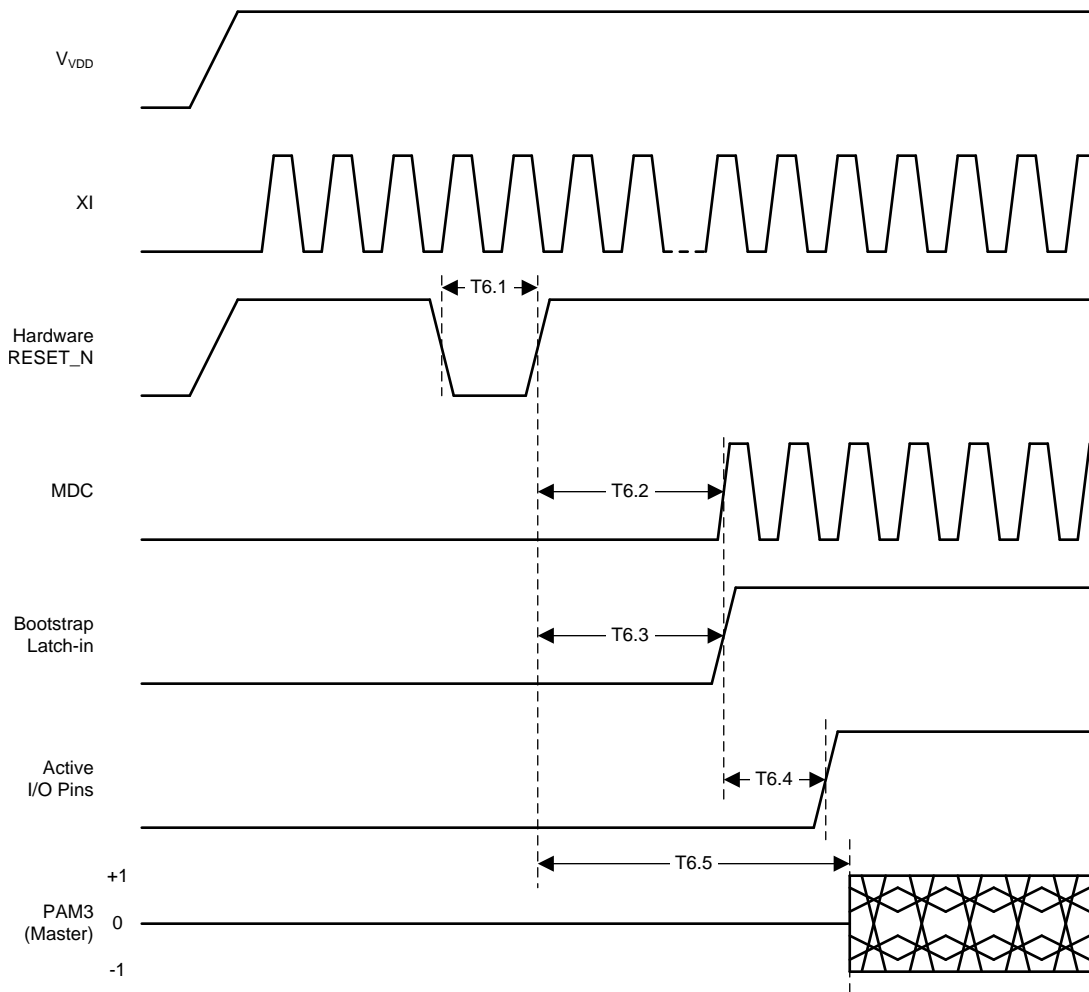 VVDD
XI
T6.1
Hardware
RESET_N
MDC
T6.2
Bootstrap
Latch-in
T6.3
Active
I/O Pins
T6.4
T6.5
+1
PAM3
(Master)
0
-1